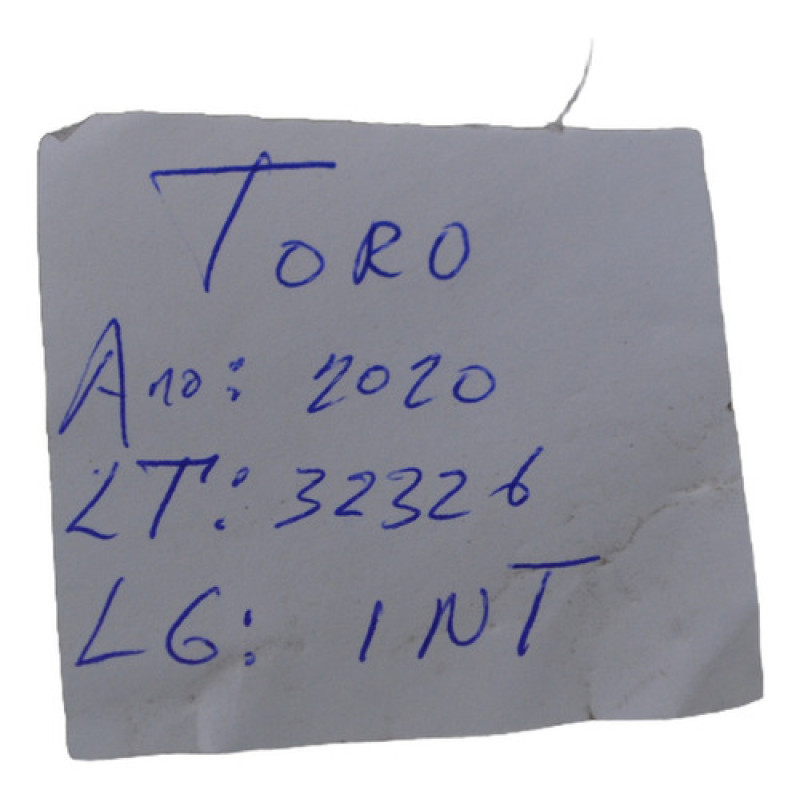 TORO
Ano: 2020
LT: 32326
LG: INT